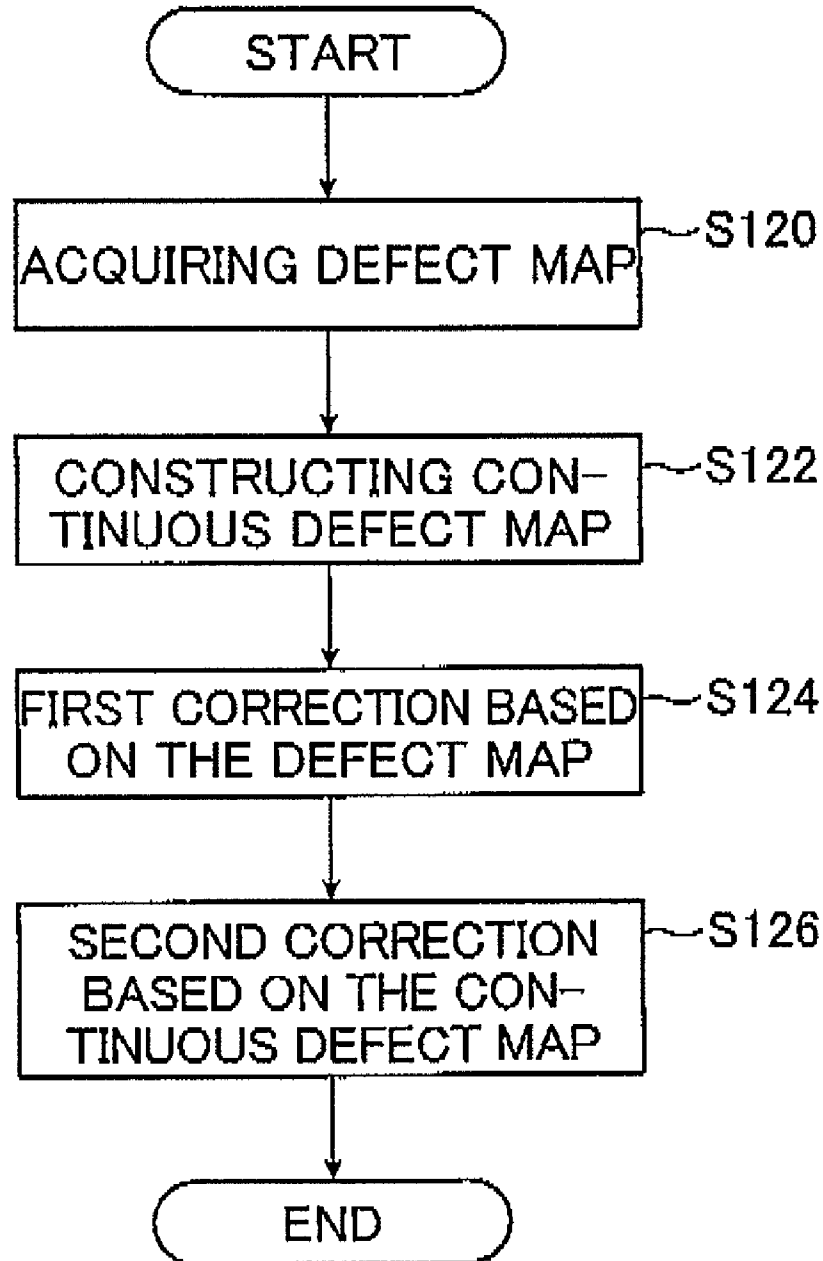 START
ACQUIRING DEFECT MAP
S120
CONSTRUCTING CON-
TINUOUS DEFECT MAP
S122
FIRST CORRECTION BASED
ON THE DEFECT MAP
S124
SECOND CORRECTION
BASED ON THE CON-
TINUOUS DEFECT MAP
S126
END